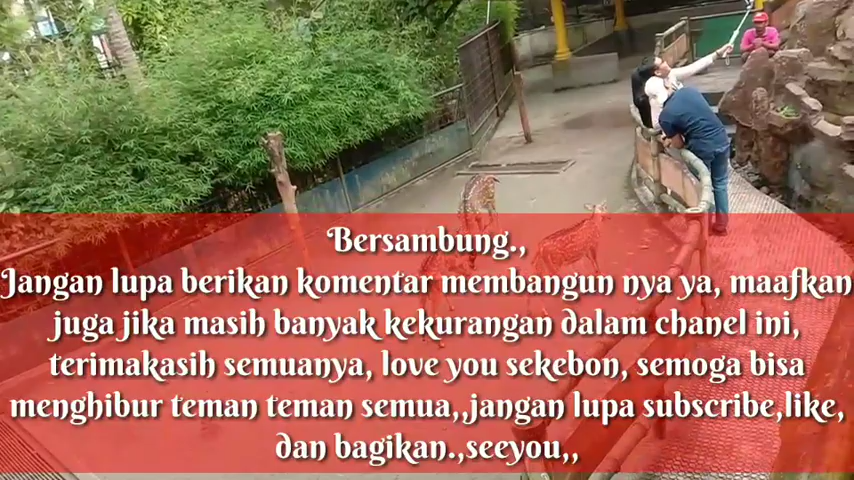 Bersambung.,
Jangan lupa berikan komentar membangun nya ya, maafkan
juga jika masih banyak kekurangan dalam chanel ini,
terimakasih semuanya, love you sekebon, semoga bisa
menghibur teman teman semua,,jangan lupa subscribe,like,
dan bagikan.,seeyou,,